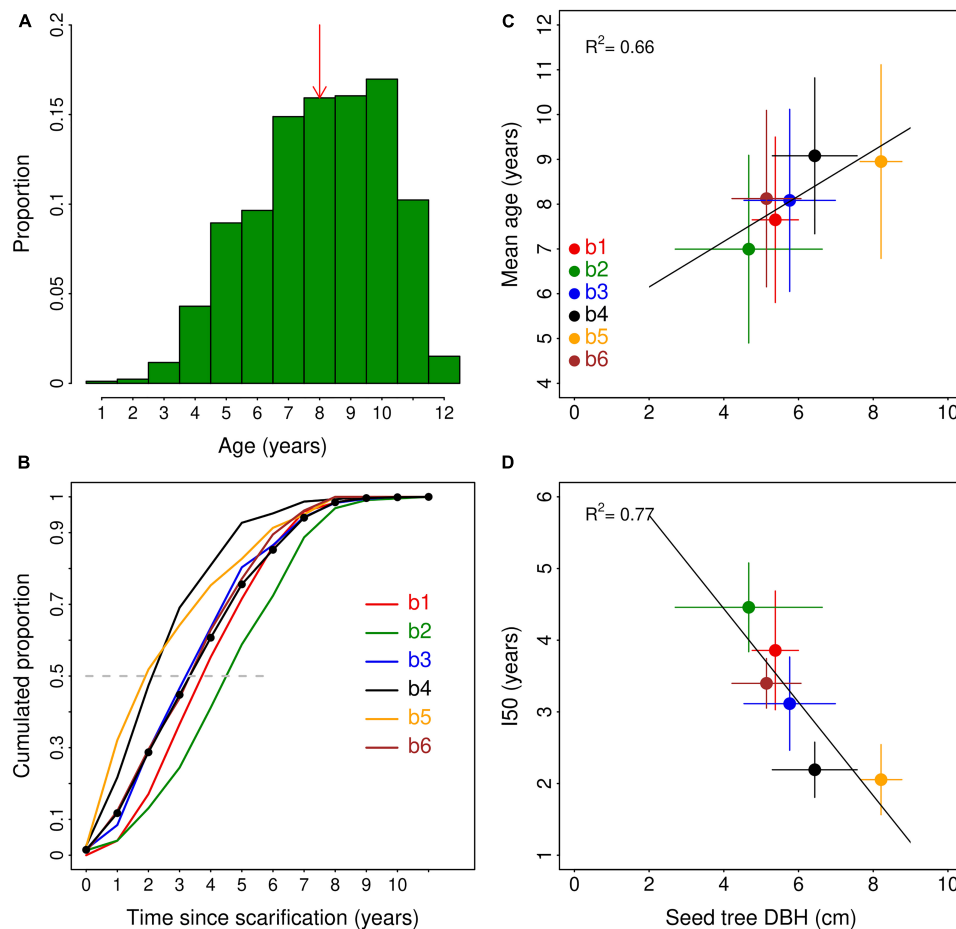 A
0.2
0.15
0.1
0.05
0
Proportion
1 2 3 4 5 6 7 8 9 10 12
Age (years)
B
1
0.9
0.7
0.5
0.3
0.1
0
Cumulated proportion
b1
b2
b3
b4
b5
b6
0 1 2 3 4 5 6 7 8 9 10
Time since scarification (years)
C
R²= 0.66
12
11
10
9
8
7
6
5
4
Mean age (years)
b1
b2
b3
b4
b5
b6
0 2 4 6 8 10
D
R²= 0.77
6
5
4
3
2
1
I50 (years)
0 2 4 6 8 10
Seed tree DBH (cm)